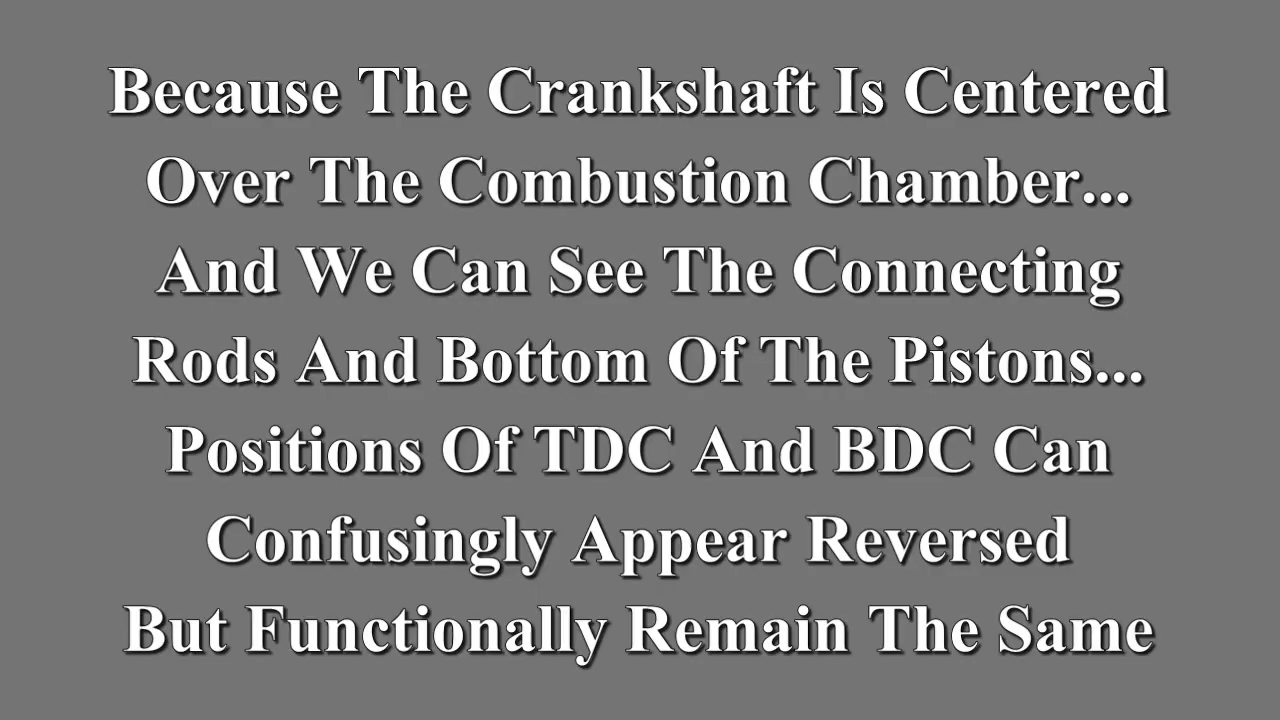 Because The Crankshaft Is Centered
Over The Combustion Chamber...
And We Can See The Connecting
Rods And Bottom Of The Pistons...
Positions Of TDC And BDC Can
Confusingly Appear Reversed
But Functionally Remain The Same